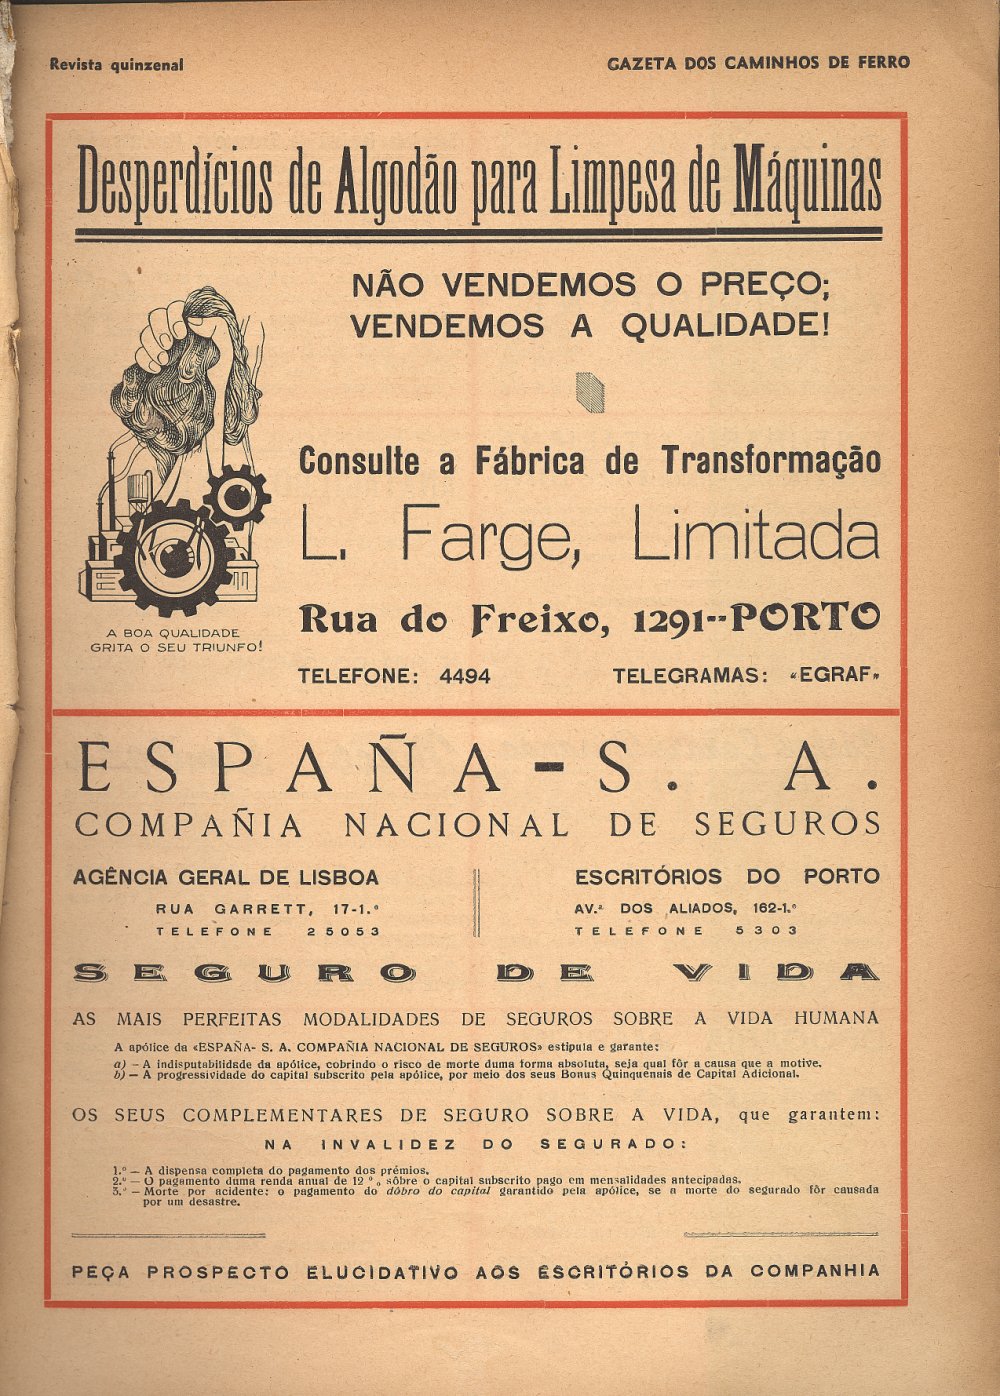 Revista quinzenal
GAZETA DOS CAMINHOS DE FERRO
Desperdícios de Algodão para Limpesa de Máquinas
NÃO VENDEMOS O PREÇO;
VENDEMOS A QUALIDADE!
Consulte a Fábrica de Transformação
L. Farge, Limitada
Rua do Freixo, 1291--PORTO
A BOA QUALIDADE
GRITA O SEU TRIUNFO!
TELEFONE: 4494
TELEGRAMAS: «EGRAF»
ESPAÑA-S. A.
COMPAÑIA NACIONAL DE SEGUROS
AGÊNCIA GERAL DE LISBOA
RUA GARRETT, 17-1.º
TELEFONE 25053
ESCRITÓRIOS DO PORTO
AV.ª DOS ALIADOS, 162-1.º
TELEFONE 5303
SEGURO DE VIDA
AS MAIS PERFEITAS MODALIDADES DE SEGUROS SOBRE A VIDA HUMANA
A apólice da «ESPAÑA- S. A. COMPAÑIA NACIONAL DE SEGUROS» estipula e garante:
a) – A indisputabilidade da apólice, cobrindo o risco de morte duma forma absoluta, seja qual fôr a causa que a motive.
b) — A progressividade do capital subscrito pela apólice, por meio dos seus Bonus Quinquenais de Capital Adicional.
OS SEUS COMPLEMENTARES DE SEGURO SOBRE A VIDA, que garantem:
NA INVALIDEZ DO SEGURADO:
1.º — A dispensa completa do pagamento dos prémios.
2.º — O pagamento duma renda anual de 12 º/₀ sôbre o capital subscrito pago em mensalidades antecipadas.
3.º — Morte por acidente: o pagamento do dôbro do capital garantido pela apólice, se a morte do segurado fôr causada
por um desastre.
PEÇA PROSPECTO ELUCIDATIVO AOS ESCRITÓRIOS DA COMPANHIA